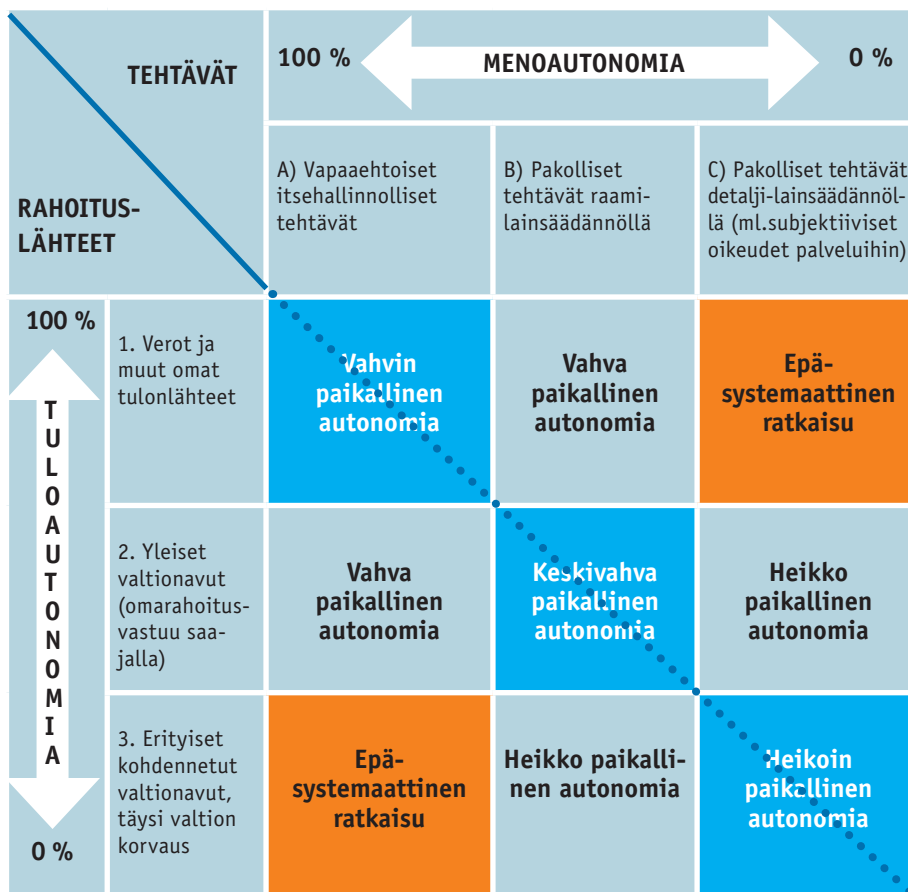 TEHTÄVÄT
RAHOITUS-
LÄHTEET
100 %
MENOAUTONOMIA
0 %
A) Vapaaehtoiset
itsehallinnolliset
tehtävät
B) Pakolliset
tehtävät raami-
lainsäädännöllä
C) Pakolliset tehtävät
detalji-lainsäädännöl-
lä (ml.subjektiiviset
oikeudet palveluihin)
100 %
TULOAUTONOMIA
0 %
1. Verot ja
muut omat
tulonlähteet
Vahvin
paikallinen
autonomia
Vahva
paikallinen
autonomia
Epä-
systemaattinen
ratkaisu
2. Yleiset
valtionavut
(omarahoitus-
vastuu saa-
jalla)
Vahva
paikallinen
autonomia
Keskivahva
paikallinen
autonomia
Heikko
paikallinen
autonomia
3. Erityiset
kohdennetut
valtionavut,
täysi valtion
korvaus
Epä-
systemaattinen
ratkaisu
Heikko paikalli-
nen autonomia
Heikoin
paikallinen
autonomia